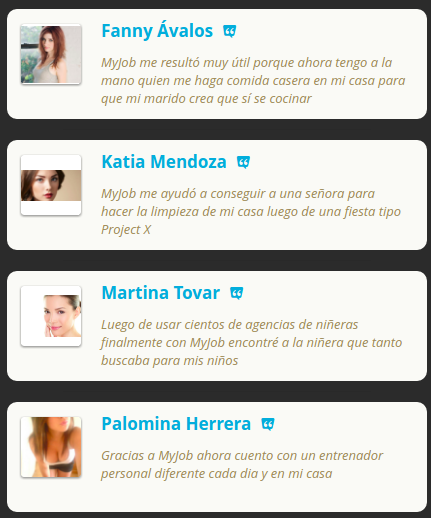 Fanny Ávalos
MyJob me resultó muy útil porque ahora tengo a la
mano quien me haga comida casera en mi casa para
que mi marido crea que sí se cocinar
Katia Mendoza
MyJob me ayudó a conseguir a una señora para
hacer la limpieza de mi casa luego de una fiesta tipo
Project X
Martina Tovar
Luego de usar cientos de agencias de niñeras
finalmente con MyJob encontré a la niñera que tanto
buscaba para mis niños
Palomina Herrera
Gracias a MyJob ahora cuento con un entrenador
personal diferente cada dia y en mi casa